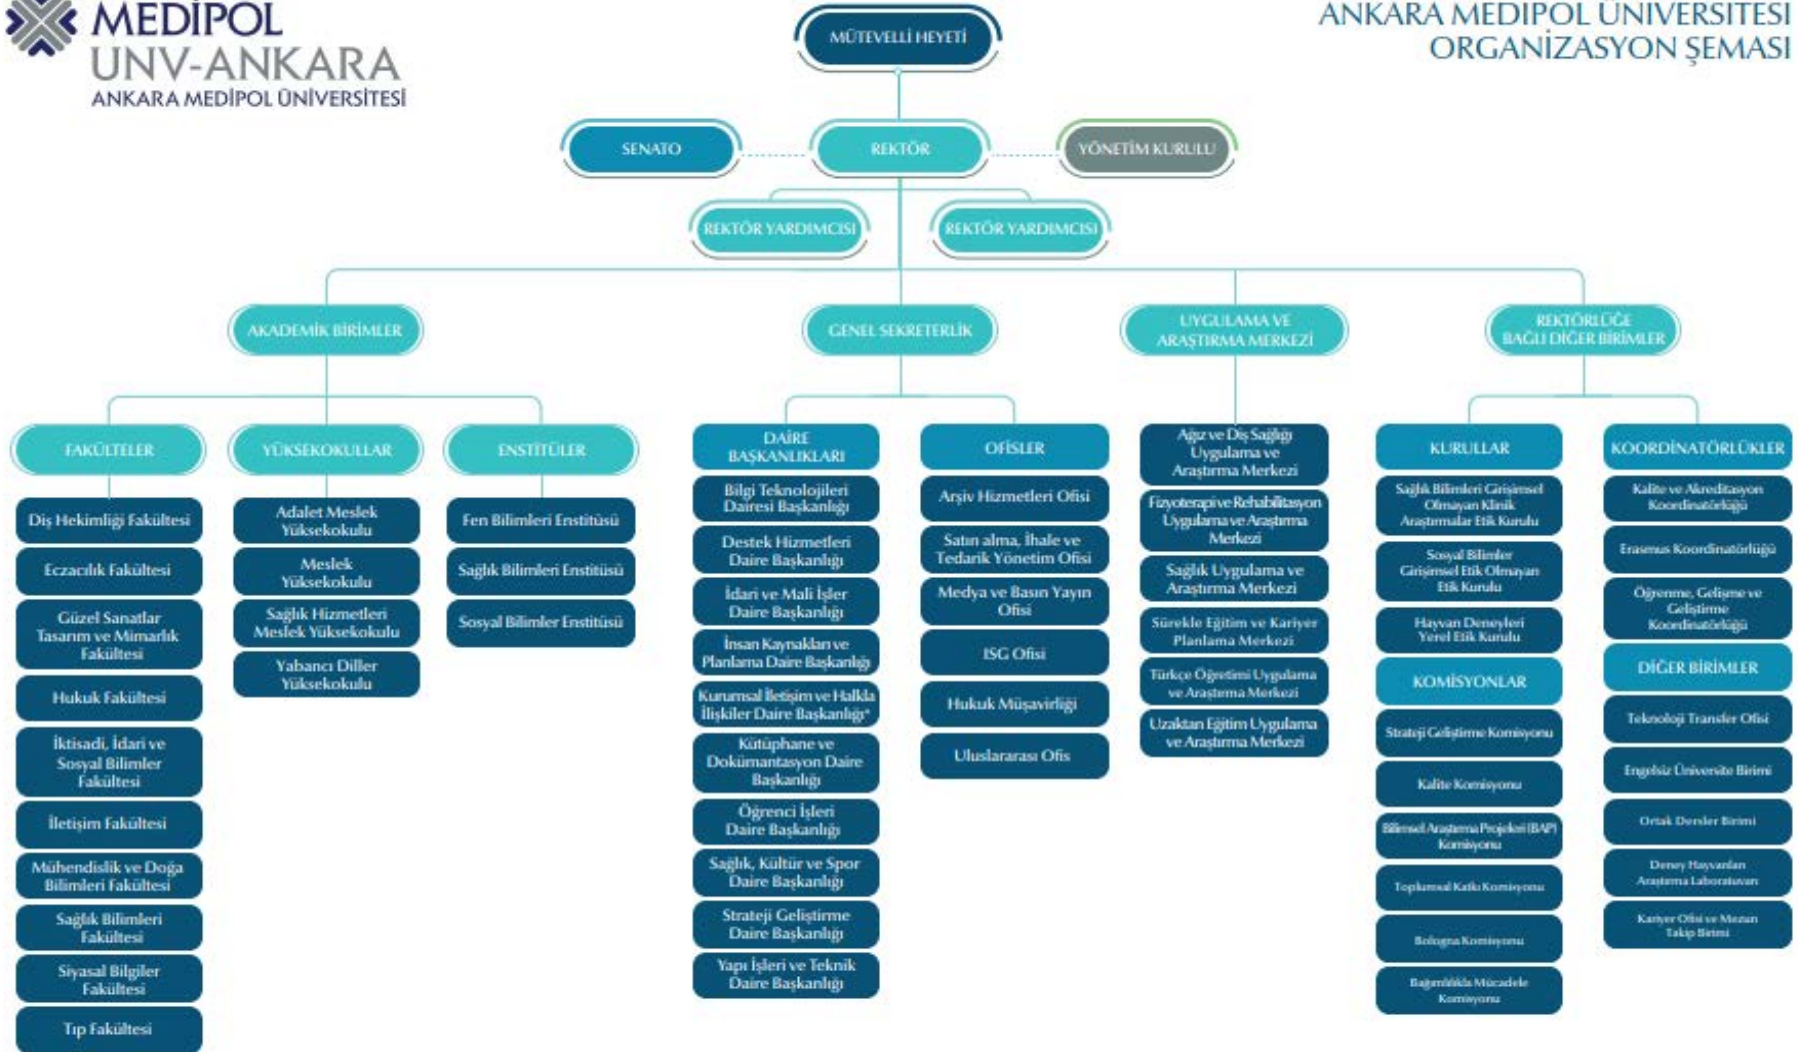 MEDİPOL
UNV-ANKARA
ANKARA MEDİPOL ÜNİVERSİTESİ
ANKARA MEDIPOL ÜNİVERSİTESİ
ORGANİZASYON ŞEMASI
MÜTEVELLİ HEYETİ
SENATO
REKTÖR
YÖNETİM KURULU
REKTÖR YARDIMCISI
REKTÖR YARDIMCISI
AKADEMİK BİRİMLER
GENEL SEKRETERLİK
UYGULAMA VE
ARAŞTIRMA MERKEZİ
REKTÖRLÜĞE
BAĞLI DİĞER BİRİMLER
FAKÜLTELER
Diş Hekimliği Fakültesi
Eczacılık Fakültesi
Güzel Sanatlar
Tasarım ve Mimarlık
Fakültesi
Hukuk Fakültesi
İktisadi, İdari ve
Sosyal Bilimler
Fakültesi
İletişim Fakültesi
Mühendislik ve Doğa
Bilimleri Fakültesi
Sağlık Bilimleri
Fakültesi
Siyasal Bilgiler
Fakültesi
Tıp Fakültesi
YÜKSEKOKULLAR
Adalet Meslek
Yüksekokulu
Meslek
Yüksekokulu
Sağlık Hizmetleri
Meslek Yüksekokulu
Yabancı Diller
Yüksekokulu
ENSTİTÜLER
Fen Bilimleri Enstitüsü
Sağlık Bilimleri Enstitüsü
Sosyal Bilimler Enstitüsü
DAİRE
BAŞKANLIKLARI
Bilgi Teknolojileri
Dairesi Başkanlığı
Destek Hizmetleri
Daire Başkanlığı
İdari ve Mali İşler
Daire Başkanlığı
İnsan Kaynakları ve
Planlama Daire Başkanlığı
Kurumsal İletişim ve Halkla
İlişkiler Daire Başkanlığı*
Kütüphane ve
Dokümantasyon Daire
Başkanlığı
Öğrenci İşleri
Daire Başkanlığı
Sağlık, Kültür ve Spor
Daire Başkanlığı
Strateji Geliştirme
Daire Başkanlığı
Yapı İşleri ve Teknik
Daire Başkanlığı
OFİSLER
Arşiv Hizmetleri Ofisi
Satın alma, İhale ve
Tedarik Yönetim Ofisi
Medya ve Basın Yayın
Ofisi
ISG Ofisi
Hukuk Müşavirliği
Uluslararası Ofis
Ağız ve Diş Sağlığı
Uygulama ve
Araştırma Merkezi
Fizyoterapi ve Rehabilitasyon
Uygulama ve Araştırma
Merkezi
Sağlık Uygulama ve
Araştırma Merkezi
Sürekle Eğitim ve Kariyer
Planlama Merkezi
Türkçe Öğretimi Uygulama
ve Araştırma Merkezi
Uzaktan Eğitim Uygulama
ve Araştırma Merkezi
KURULLAR
Sağlık Bilimleri Girişimsel
Olmayan Klinik
Araştırmalar Etik Kurulu
Sosyal Bilimler
Girişimsel Etik Olmayan
Etik Kurulu
Hayvan Deneyleri
Yerel Etik Kurulu
KOMİSYONLAR
Strateji Geliştirme Komisyonu
Kalite Komisyonu
Bilimsel Araştırma Projeleri (BAP)
Komisyonu
Toplumsal Katkı Komisyonu
Bologna Komisyonu
Bağımlılıkla Mücadele
Komisyonu
KOORDİNATÖRLÜKLER
Kalite ve Akreditasyon
Koordinatörlüğü
Erasmus Koordinatörlüğü
Öğrenme, Gelişme ve
Geliştirme
Koordinatörlüğü
DİĞER BİRİMLER
Teknoloji Transfer Ofisi
Engelsiz Üniversite Birimi
Ortak Dersler Birimi
Deney Hayvanları
Araştırma Laboratuvarı
Kariyer Ofisi ve Mezun
Takip Birimi